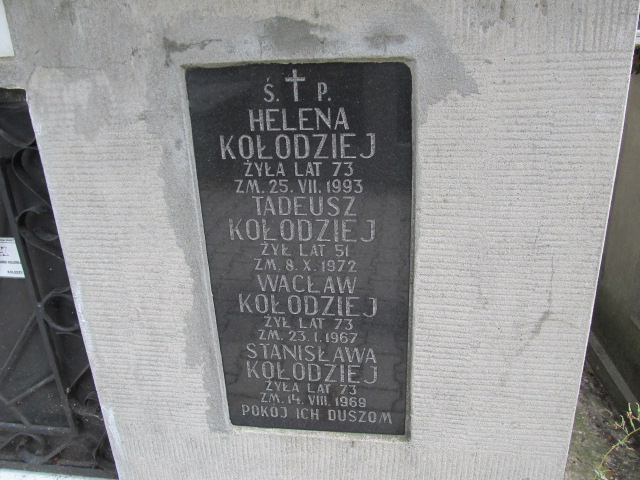 Ś. P.
HELENA
KOŁODZIEJ
ŻYŁA LAT 73
ZM. 25. VII. 1993
TADEUSZ
KOŁODZIEJ
ŻYŁ LAT 51
ZM. 8. X. 1972
WACŁAW
KOŁODZIEJ
ŻYŁ LAT 73
ZM. 23. I. 1967
STANISŁAWA
KOŁODZIEJ
ŻYŁA LAT 73
ZM. 14. VIII. 1968
POKÓJ ICH DUSZOM